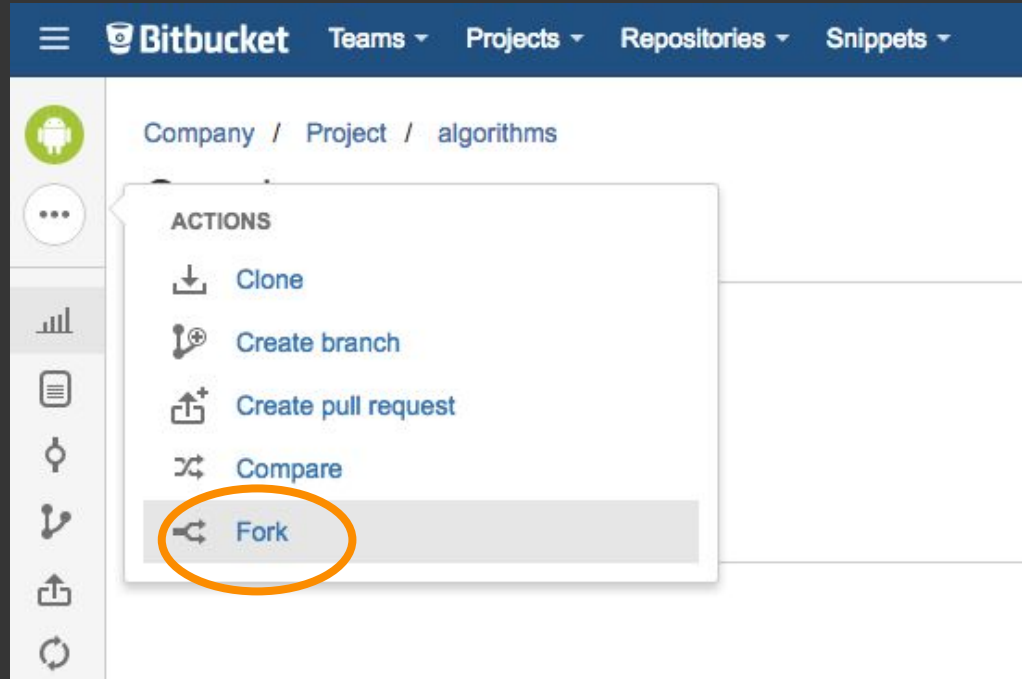 Bitbucket Teams Projects Repositories Snippets
Company / Project / algorithms
ACTIONS
Clone
Create branch
Create pull request
Compare
Fork